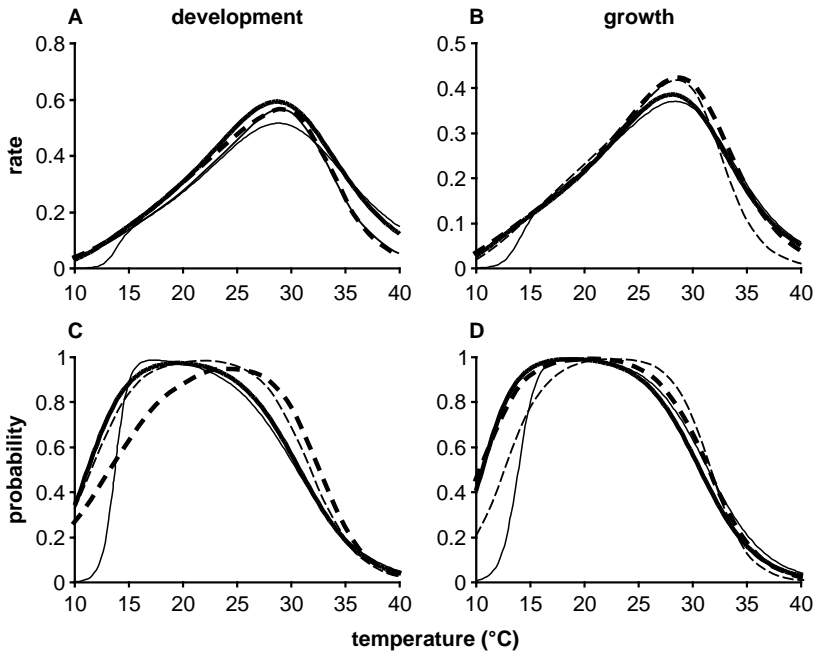 A development B growth
0.8 0.5
0.6 0.4
0.4 0.3
0.2
0.2 0.1
0 0
rate
10 15 20 25 30 35 40 10 15 20 25 30 35 40
C D
1 1
0.8 0.8
0.6 0.6
0.4 0.4
0.2 0.2
0 0
probability
10 15 20 25 30 35 40 10 15 20 25 30 35 40
temperature (°C)